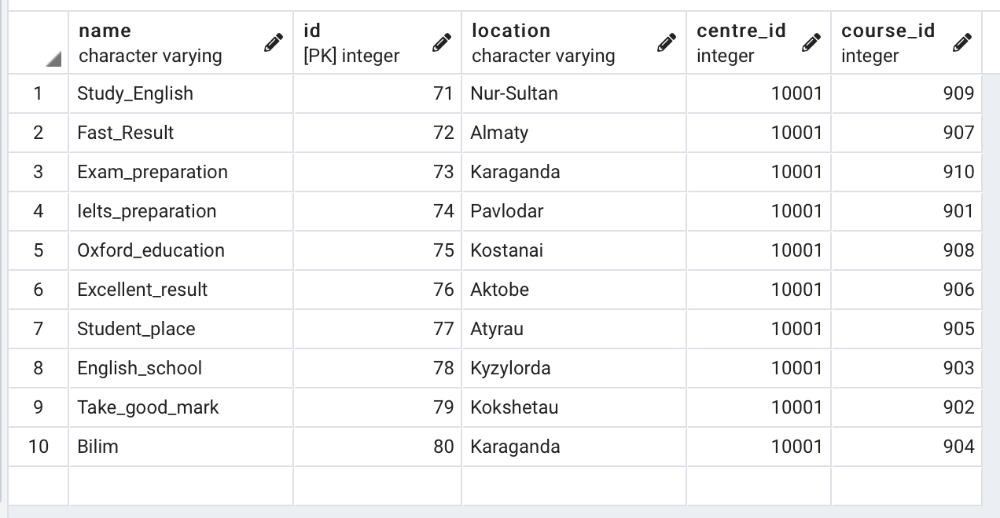 name id location centre_id course_id
character varying [PK] integer character varying integer integer
1 Study_English 71 Nur-Sultan 10001 909
2 Fast_Result 72 Almaty 10001 907
3 Exam_preparation 73 Karaganda 10001 910
4 Ielts_preparation 74 Pavlodar 10001 901
5 Oxford_education 75 Kostanai 10001 908
6 Excellent_result 76 Aktobe 10001 906
7 Student_place 77 Atyrau 10001 905
8 English_school 78 Kyzylorda 10001 903
9 Take_good_mark 79 Kokshetau 10001 902
10 Bilim 80 Karaganda 10001 904